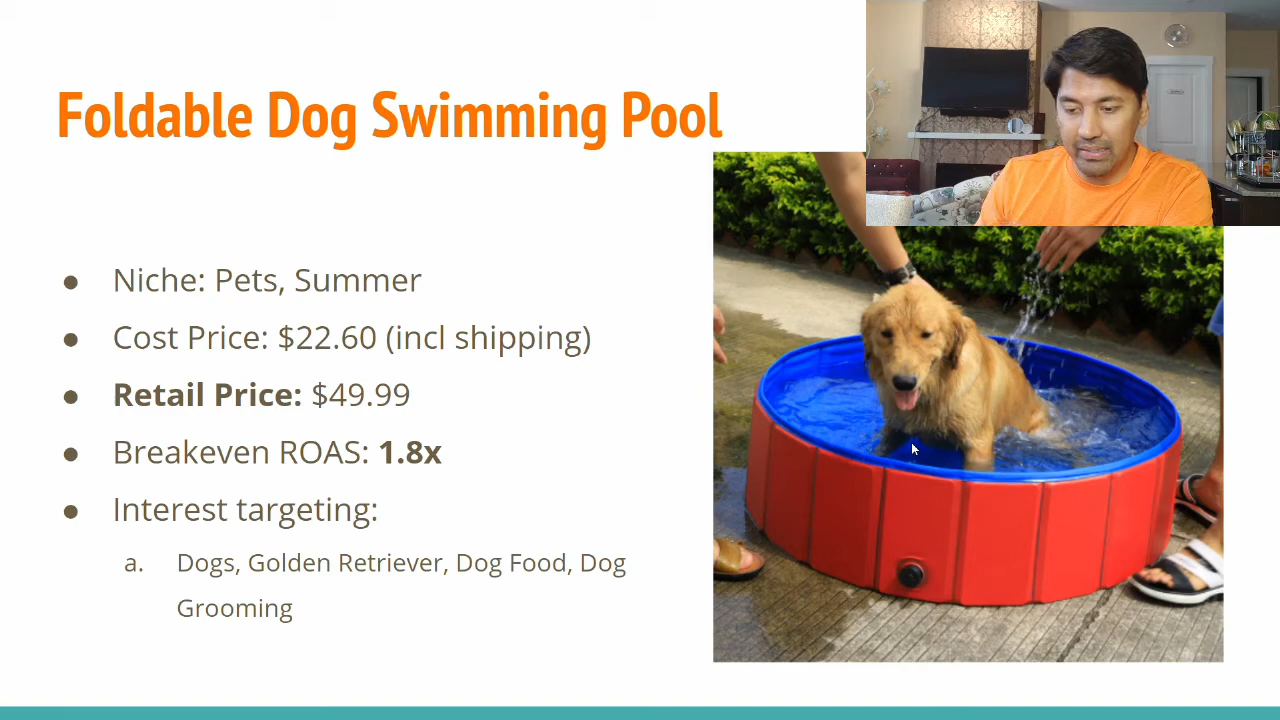 Foldable Dog Swimming Pool
● Niche: Pets, Summer
● Cost Price: $22.60 (incl shipping)
● Retail Price: $49.99
● Breakeven ROAS: 1.8x
● Interest targeting:
a. Dogs, Golden Retriever, Dog Food, Dog
Grooming